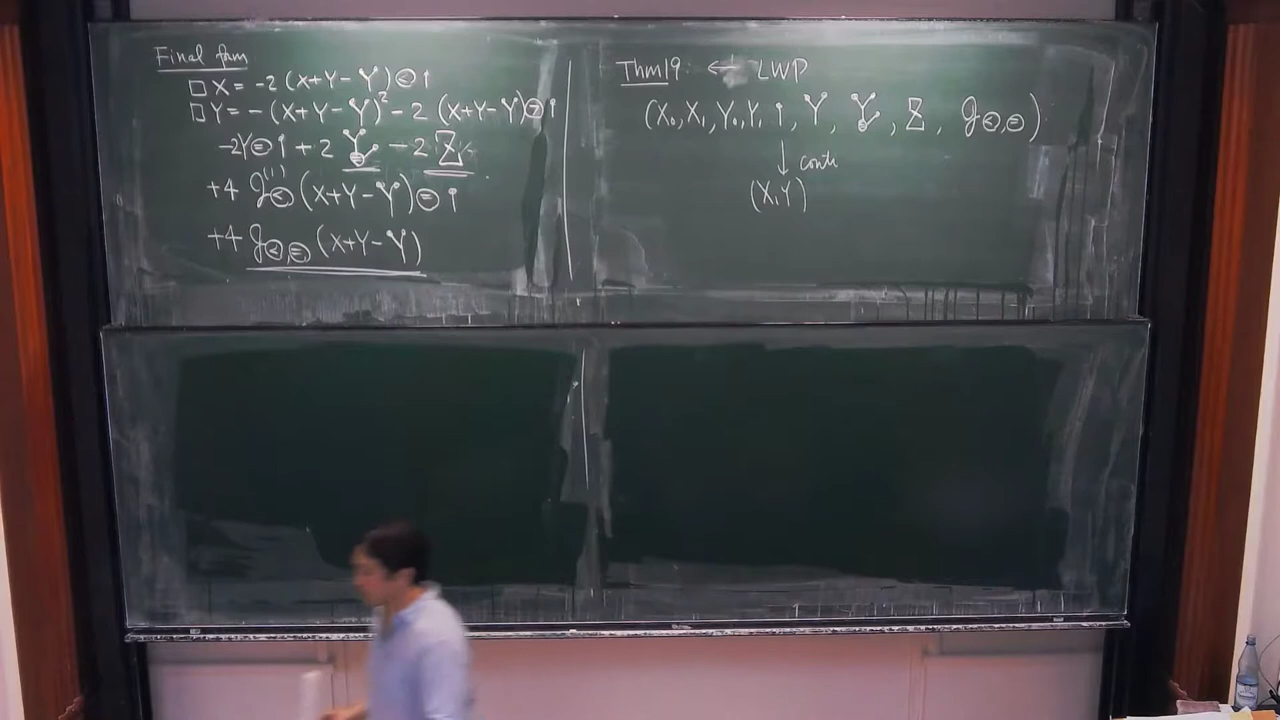 Final form
□ X = -2 (X+Y-Y) ⧀ !
□ Y = -(X+Y-Y)² - 2 (X+Y-Y) ⧁ !
-2Y ⊜ ! + 2 Y - 2 Z
+4 𝒥⧀⁽¹⁾ (X+Y-Y) ⊜ !
+4 𝒥⧀,⊜ (X+Y-Y)
Thm19: ← LWP
(X₀, X₁, Y₀, Y₁, !, Y, Y, Z, 𝒥⧀,⊜)
↓ conti
(X, Y)